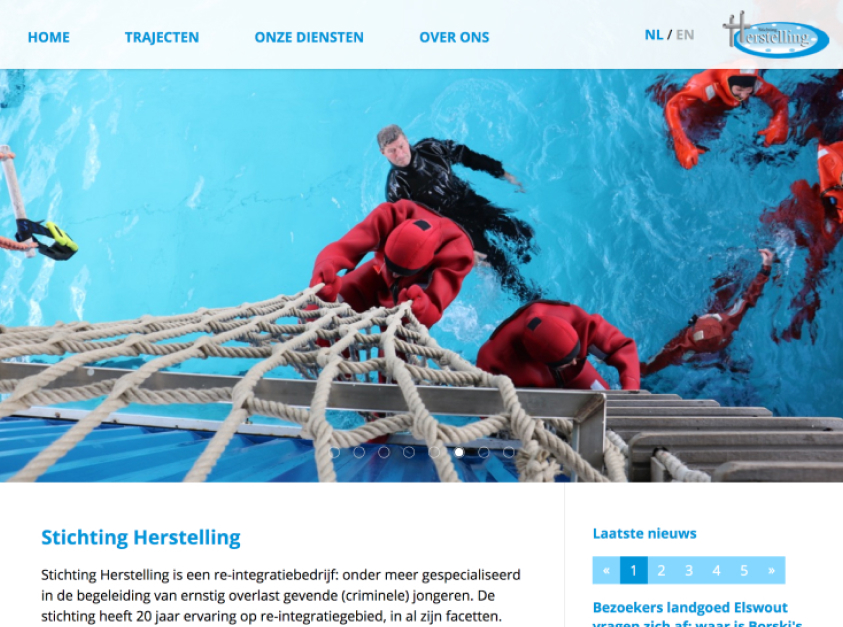 HOME TRAJECTEN ONZE DIENSTEN OVER ONS NL / EN Herstelling
Stichting Herstelling
Stichting Herstelling is een re-integratiebedrijf: onder meer gespecialiseerd
in de begeleiding van ernstig overlast gevende (criminele) jongeren. De
stichting heeft 20 jaar ervaring op re-integratiegebied, in al zijn facetten.
Laatste nieuws
« 1 2 3 4 5 »
Bezoekers landgoed Elswout
vragen zich af: waar is Borski's